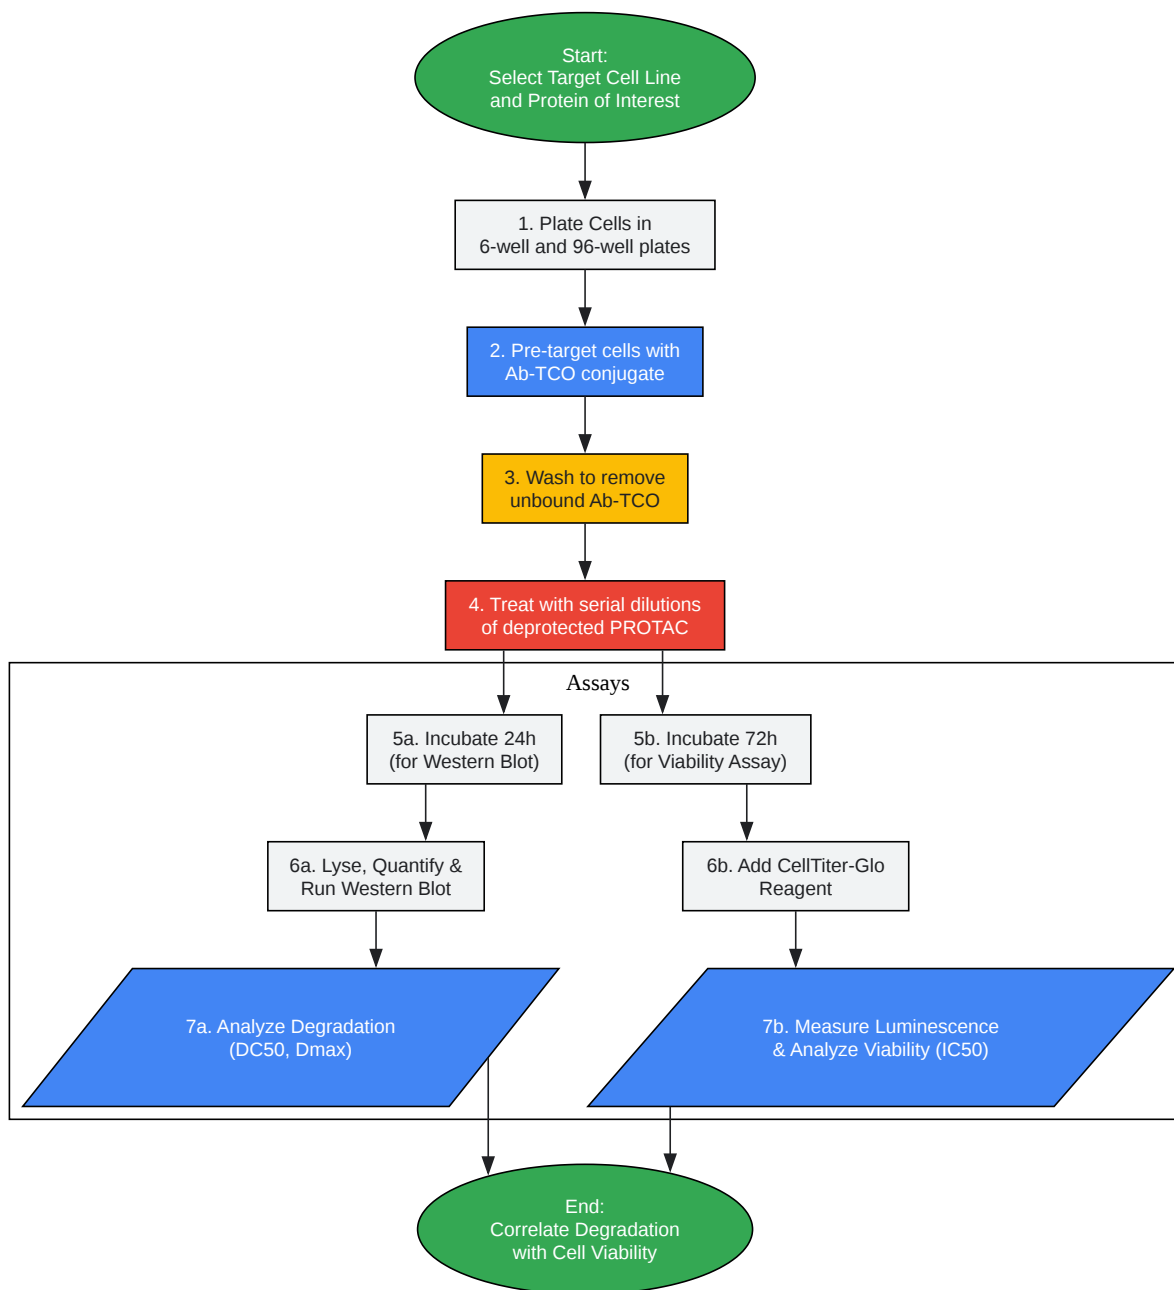 Start:
Select Target Cell Line
and Protein of Interest
1. Plate Cells in
6-well and 96-well plates
2. Pre-target cells with
Ab-TCO conjugate
3. Wash to remove
unbound Ab-TCO
4. Treat with serial dilutions
of deprotected PROTAC
Assays
5a. Incubate 24h
(for Western Blot)
5b. Incubate 72h
(for Viability Assay)
6a. Lyse, Quantify &
Run Western Blot
6b. Add CellTiter-Glo
Reagent
7a. Analyze Degradation
(DC50, Dmax)
7b. Measure Luminescence
& Analyze Viability (IC50)
End:
Correlate Degradation
with Cell Viability